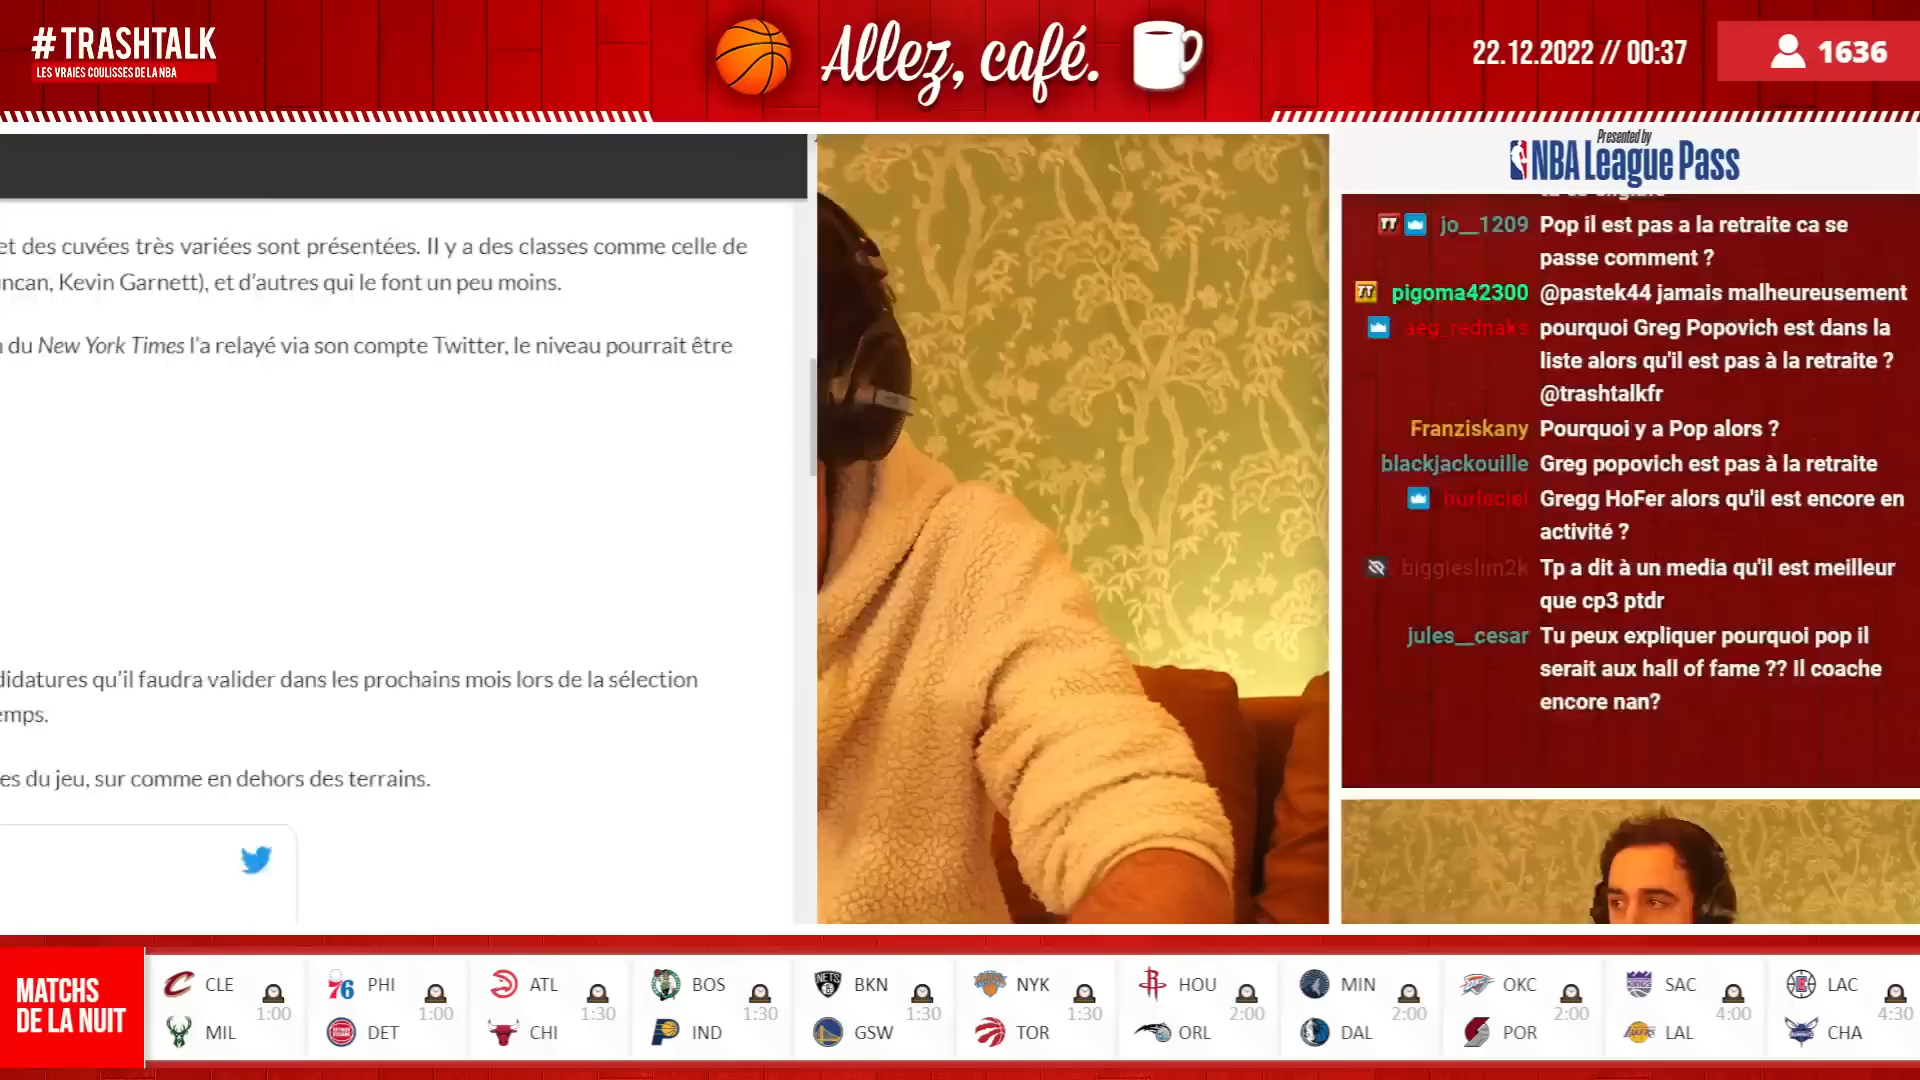 #TRASHTALK
LES VRAIES COULISSES DE LA NBA
Allez, café.
22.12.2022 // 00:37
1636
et des cuvées très variées sont présentées. Il y a des classes comme celle de
ncan, Kevin Garnett), et d'autres qui le font un peu moins.
du New York Times l'a relayé via son compte Twitter, le niveau pourrait être
didatures qu'il faudra valider dans les prochains mois lors de la sélection
emps.
es du jeu, sur comme en dehors des terrains.
Presented by
NBA League Pass
jo__1209 Pop il est pas a la retraite ca se
passe comment ?
pigoma42300 @pastek44 jamais malheureusement
aeg_rednaks pourquoi Greg Popovich est dans la
liste alors qu'il est pas à la retraite ?
@trashtalkfr
Franziskany Pourquoi y a Pop alors ?
blackjackouille Greg popovich est pas à la retraite
hurlsciel Gregg HoFer alors qu'il est encore en
activité ?
biggieslim2k Tp a dit à un media qu'il est meilleur
que cp3 ptdr
jules__cesar Tu peux expliquer pourquoi pop il
serait aux hall of fame ?? Il coache
encore nan?
MATCHS
DE LA NUIT
CLE
MIL
1:00
PHI
DET
1:00
ATL
CHI
1:30
BOS
IND
1:30
BKN
GSW
1:30
NYK
TOR
1:30
HOU
ORL
2:00
MIN
DAL
2:00
OKC
POR
2:00
SAC
LAL
4:00
LAC
CHA
4:30